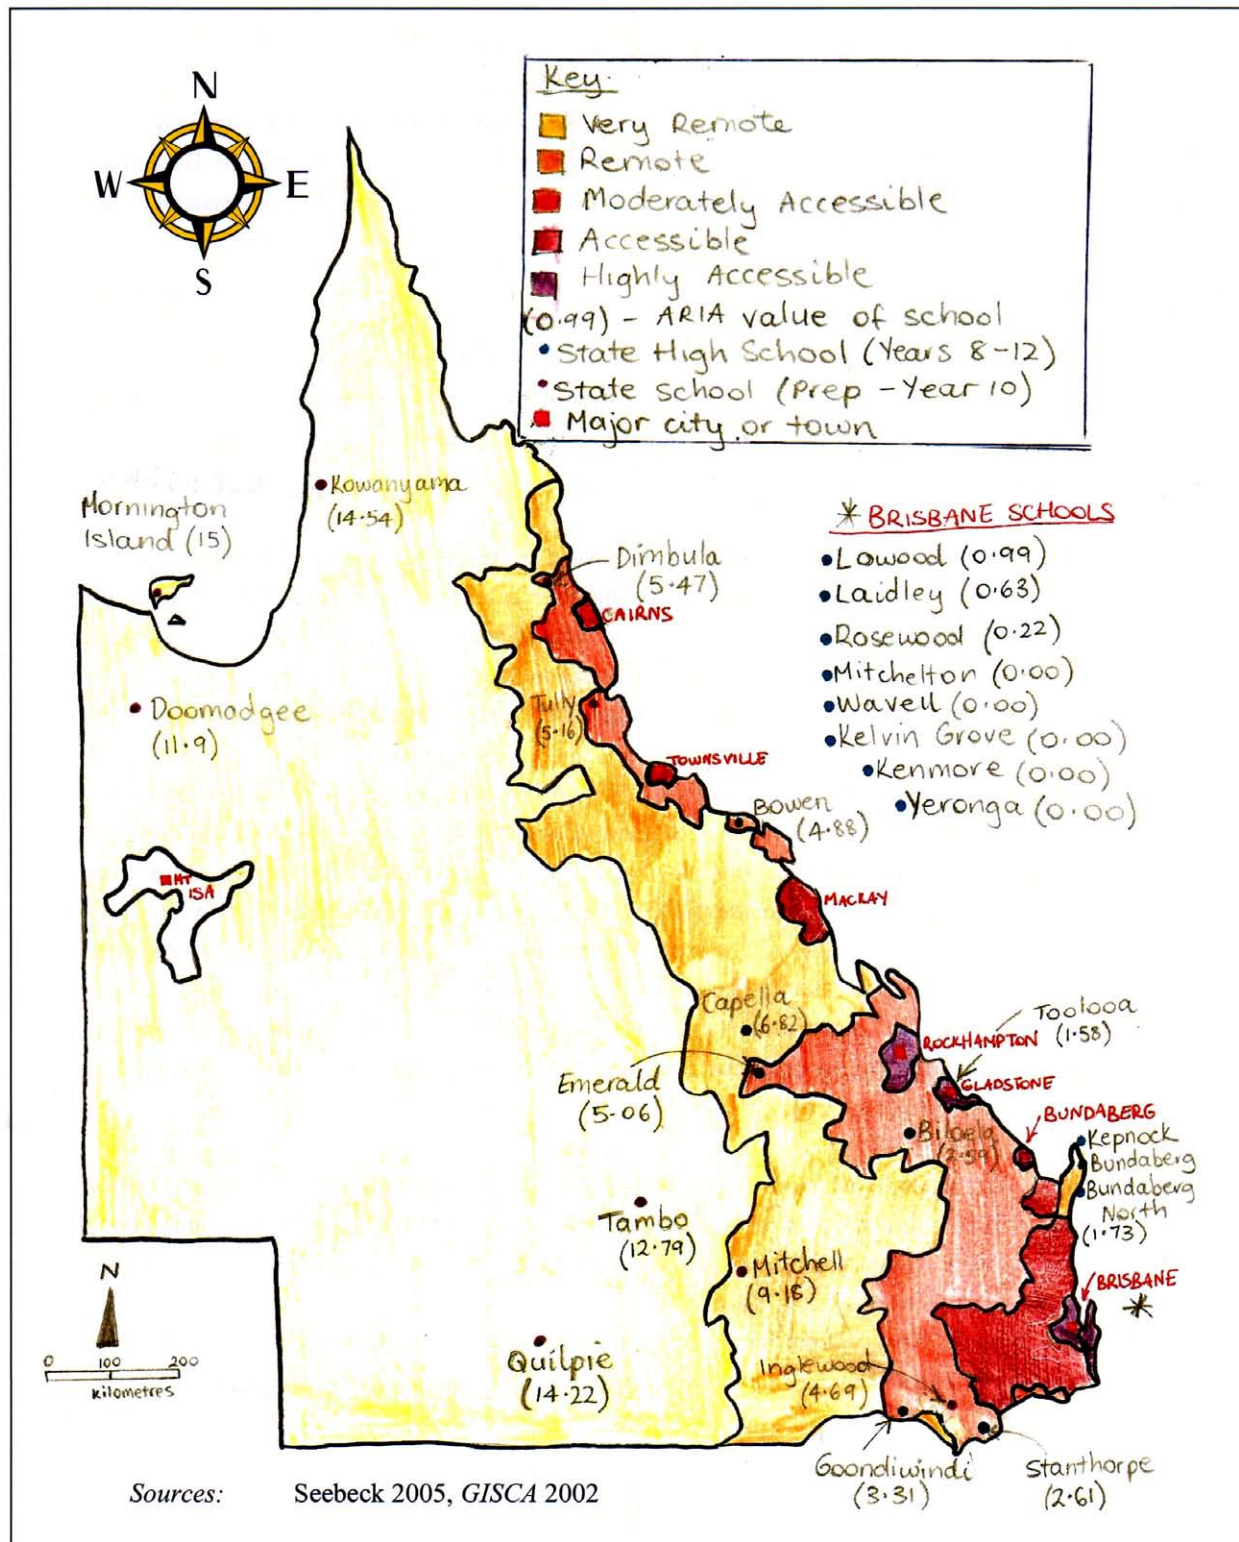 N
W E
S
Key:
Very Remote
Remote
Moderately Accessible
Accessible
Highly Accessible
(0.99) - ARIA value of school
State High School (Years 8-12)
State School (Prep - Year 10)
Major city or town
Mornington
Island (15)
Kowanyama
(14.54)
Dimbula
(5.47)
CAIRNS
Doomadgee
(11.9)
Tully
(5.16)
TOWNSVILLE
Bowen
(4.88)
* BRISBANE SCHOOLS
Lowood (0.99)
Laidley (0.63)
Rosewood (0.22)
Mitchelton (0.00)
Wavell (0.00)
Kelvin Grove (0.00)
Kenmore (0.00)
Yeronga (0.00)
MT
ISA
MACKAY
Capella
(6.82)
Toolooa
(1.58)
ROCKHAMPTON
GLADSTONE
Emerald
(5.06)
BUNDABERG
Biloela
(2.59)
Kepnock
Bundaberg
Bundaberg
North
(1.73)
Tambo
(12.79)
Mitchell
(9.18)
BRISBANE
*
N
0 100 200
kilometres
Quilpie
(14.22)
Inglewood
(4.69)
Goondiwindi
(3.31)
Stanthorpe
(2.61)
Sources: Seebeck 2005, GISCA 2002